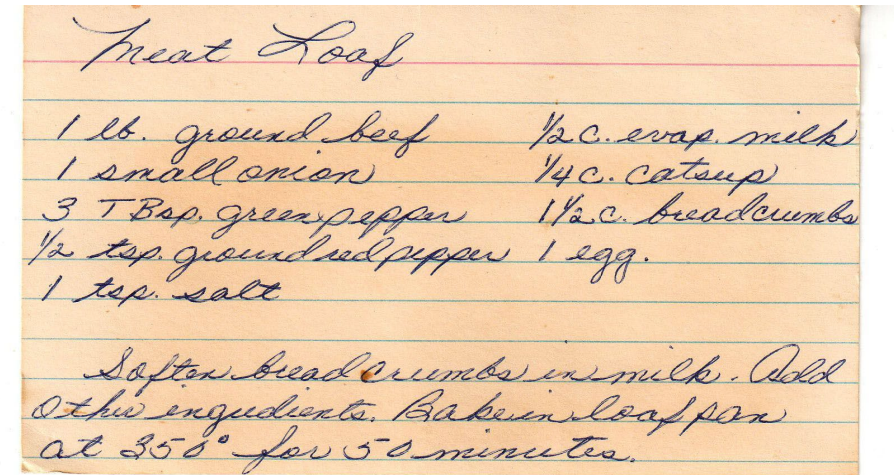 Meat Loaf
1 lb. ground beef
1 small onion
3 TBsp. green pepper
1/2 tsp. ground red pepper
1 tsp. salt
1/2 c. evap. milk
1/4 c. catsup
1 1/2 c. breadcrumbs
1 egg.
Soften bread crumbs in milk. Add
other ingredients. Bake in loaf pan
at 350° for 50 minutes.